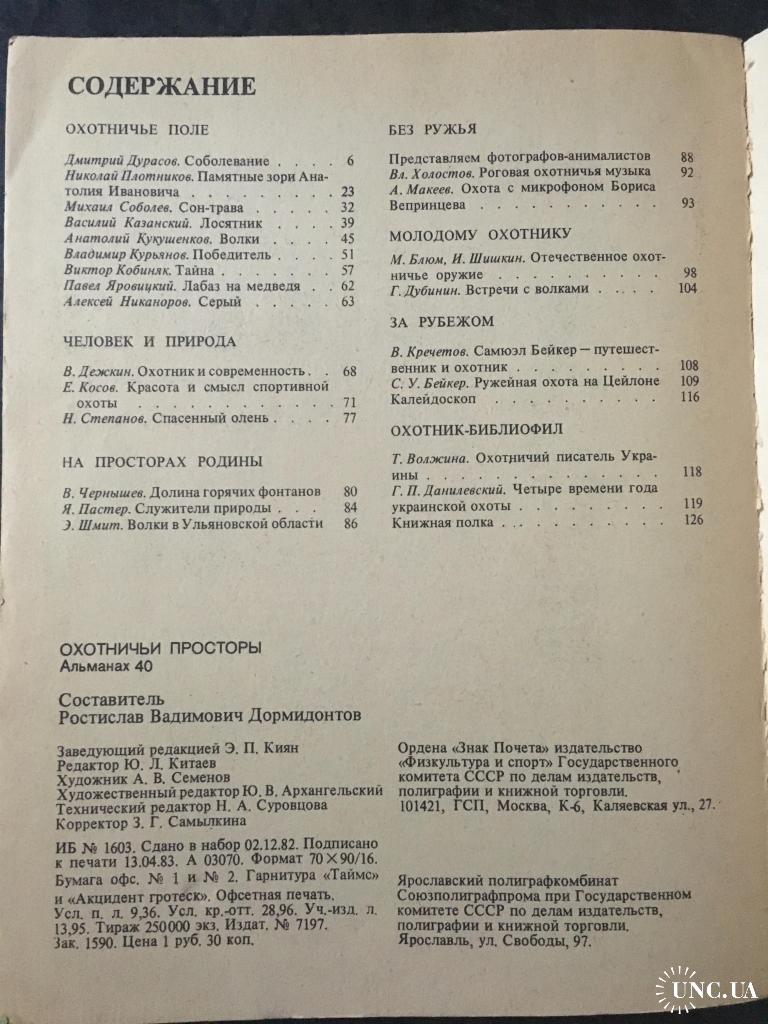 СОДЕРЖАНИЕ
ОХОТНИЧЬЕ ПОЛЕ
Дмитрий Дурасов. Соболевание . . . . 6
Николай Плотников. Памятные зори Ана-
толия Ивановича . . . . . . . . . 23
Михаил Соболев. Сон-трава . . . . . 32
Василий Казанский. Лосятник . . . . 39
Анатолий Кукушенков. Волки . . . . 45
Владимир Курьянов. Победитель . . . . 51
Виктор Кобиняк. Тайна . . . . . . 57
Павел Яровицкий. Лабаз на медведя . . 62
Алексей Никаноров. Серый . . . . . 63
ЧЕЛОВЕК И ПРИРОДА
В. Дежкин. Охотник и современность. . 68
Е. Косов. Красота и смысл спортивной
охоты . . . . . . . . . . . . 71
Н. Степанов. Спасенный олень . . . . 77
НА ПРОСТОРАХ РОДИНЫ
В. Чернышев. Долина горячих фонтанов 80
Я. Пастер. Служители природы . . . 84
Э. Шмит. Волки в Ульяновской области 86
БЕЗ РУЖЬЯ
Представляем фотографов-анималистов 88
Вл. Холостов. Роговая охотничья музыка 92
А. Макеев. Охота с микрофоном Бориса
Вепринцева . . . . . . . . . . . 93
МОЛОДОМУ ОХОТНИКУ
М. Блюм, И. Шишкин. Отечественное охот-
ничье оружие . . . . . . . . . . 98
Г. Дубинин. Встречи с волками . . . . 104
ЗА РУБЕЖОМ
В. Кречетов. Самюэл Бейкер — путешест-
венник и охотник . . . . . . . . 108
С. У. Бейкер. Ружейная охота на Цейлоне 109
Калейдоскоп . . . . . . . . . . 116
ОХОТНИК-БИБЛИОФИЛ
Т. Волжина. Охотничий писатель Укра-
ины . . . . . . . . . . . . . 118
Г. П. Данилевский. Четыре времени года
украинской охоты . . . . . . . . 119
Книжная полка . . . . . . . . . . 126
ОХОТНИЧЬИ ПРОСТОРЫ
Альманах 40
Составитель
Ростислав Вадимович Дормидонтов
Заведующий редакцией Э. П. Киян
Редактор Ю. Л. Китаев
Художник А. В. Семенов
Художественный редактор Ю. В. Архангельский
Технический редактор Н. А. Суровцова
Корректор З. Г. Самылкина
ИБ № 1603. Сдано в набор 02.12.82. Подписано
к печати 13.04.83. А 03070. Формат 70×90/16.
Бумага офс. № 1 и № 2. Гарнитура «Таймс»
и «Акцидент гротеск». Офсетная печать.
Усл. п. л. 9,36. Усл. кр.-отт. 28,96. Уч.-изд. л.
13,95. Тираж 250000 экз. Издат. № 7197.
Зак. 1590. Цена 1 руб. 30 коп.
Ордена «Знак Почета» издательство
«Физкультура и спорт» Государственного
комитета СССР по делам издательств,
полиграфии и книжной торговли.
101421, ГСП, Москва, К-6, Каляевская ул., 27.
Ярославский полиграфкомбинат
Союзполиграфпрома при Государственном
комитете СССР по делам издательств,
полиграфии и книжной торговли.
Ярославль, ул. Свободы, 97.
UNC.UA